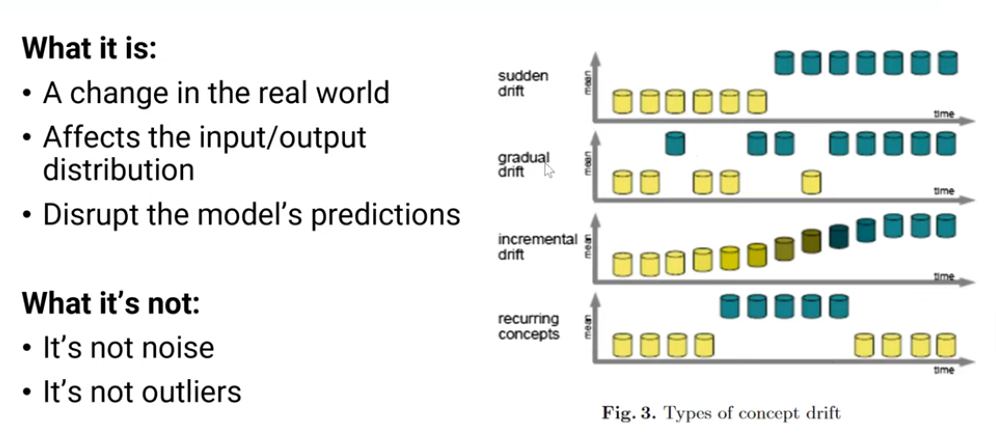 What it is:
• A change in the real world
• Affects the input/output
distribution
• Disrupt the model's predictions
What it's not:
• It's not noise
• It's not outliers
sudden
drift
mean
time
gradual
drift
mean
time
incremental
drift
mean
time
recurring
concepts
mean
time
Fig. 3. Types of concept drift